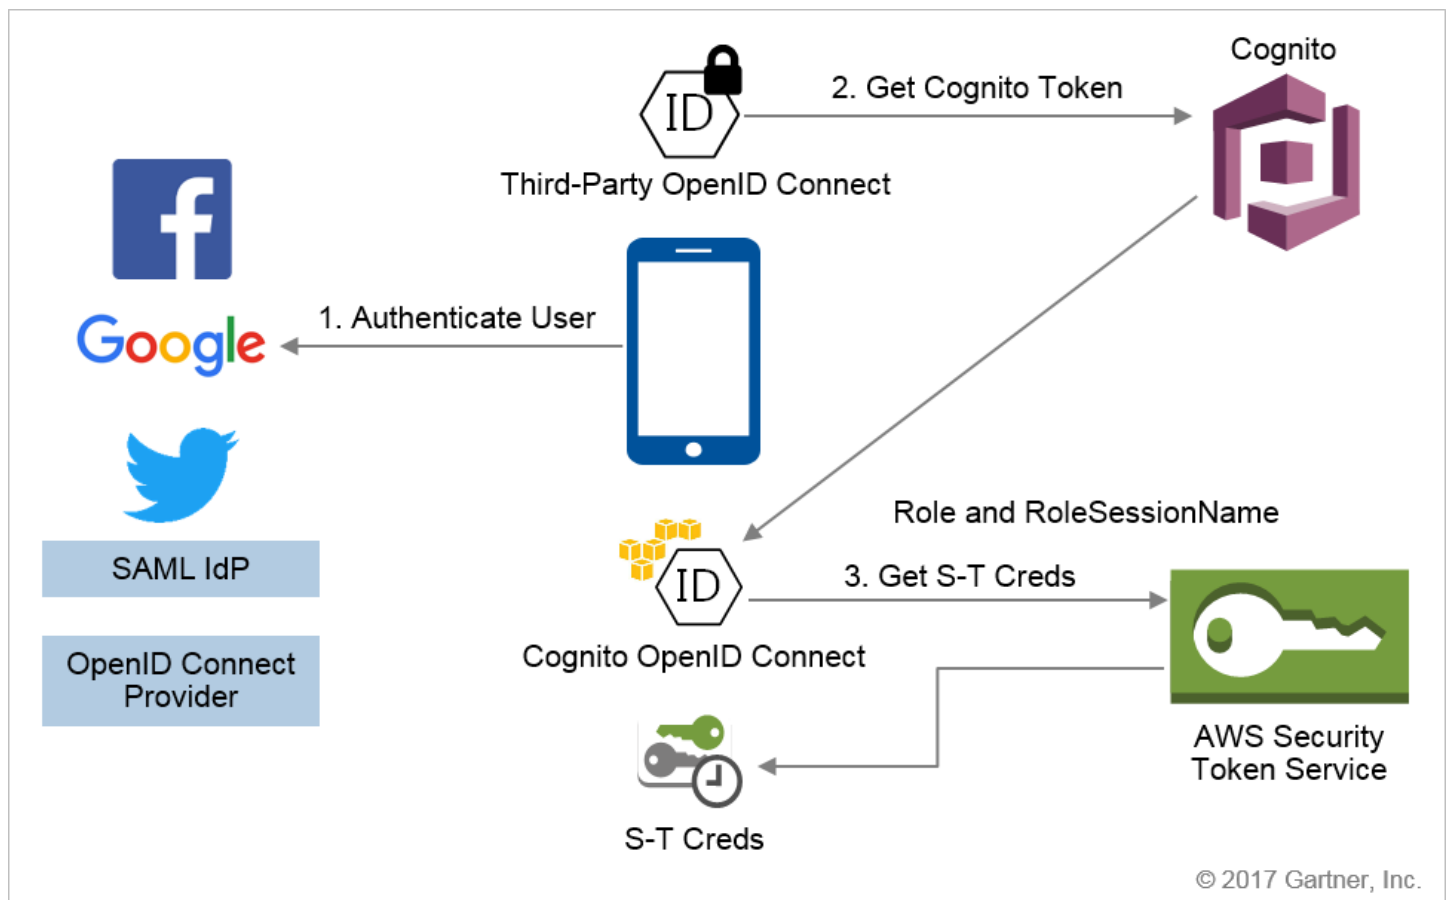 Cognito
2. Get Cognito Token
ID
Third-Party OpenID Connect
f
Google
1. Authenticate User
Role and RoleSessionName
SAML IdP
ID
3. Get S-T Creds
Cognito OpenID Connect
OpenID Connect
Provider
AWS Security
Token Service
S-T Creds
© 2017 Gartner, Inc.